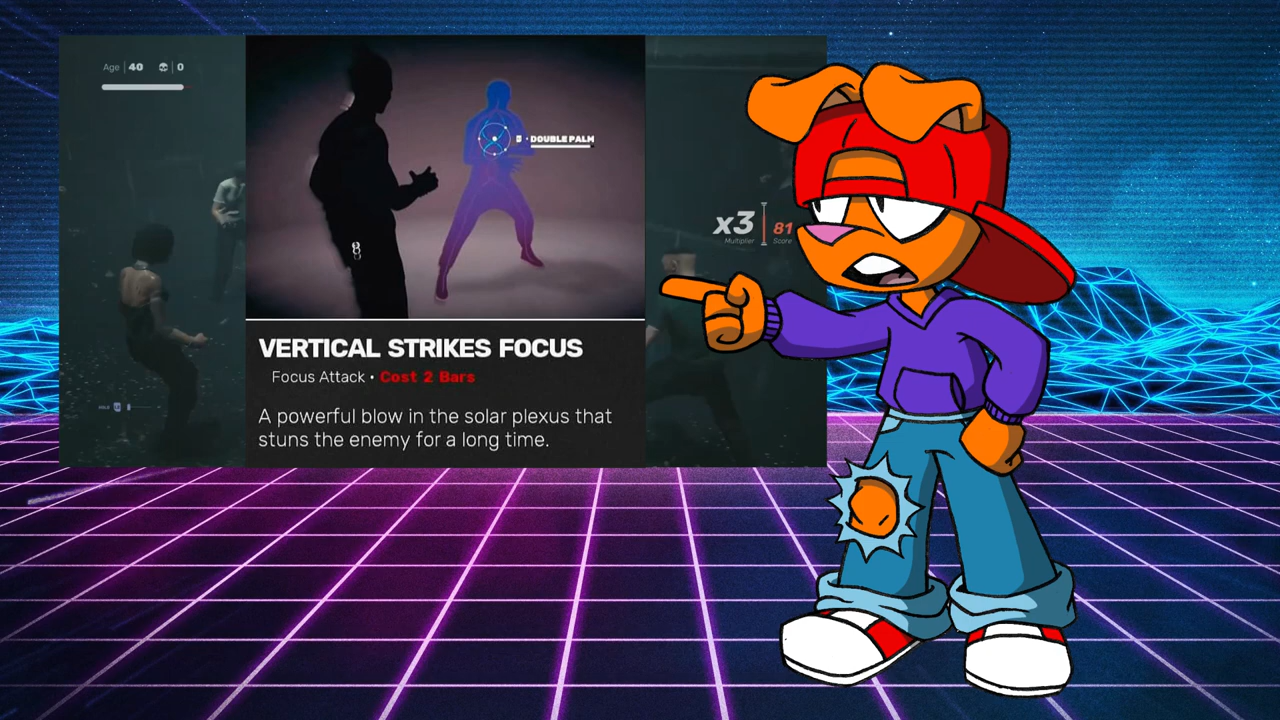 Age | 40 0
DOUBLE PALM
x3 81
Multiplier Score
VERTICAL STRIKES FOCUS
Focus Attack • Cost 2 Bars
A powerful blow in the solar plexus that
stuns the enemy for a long time.